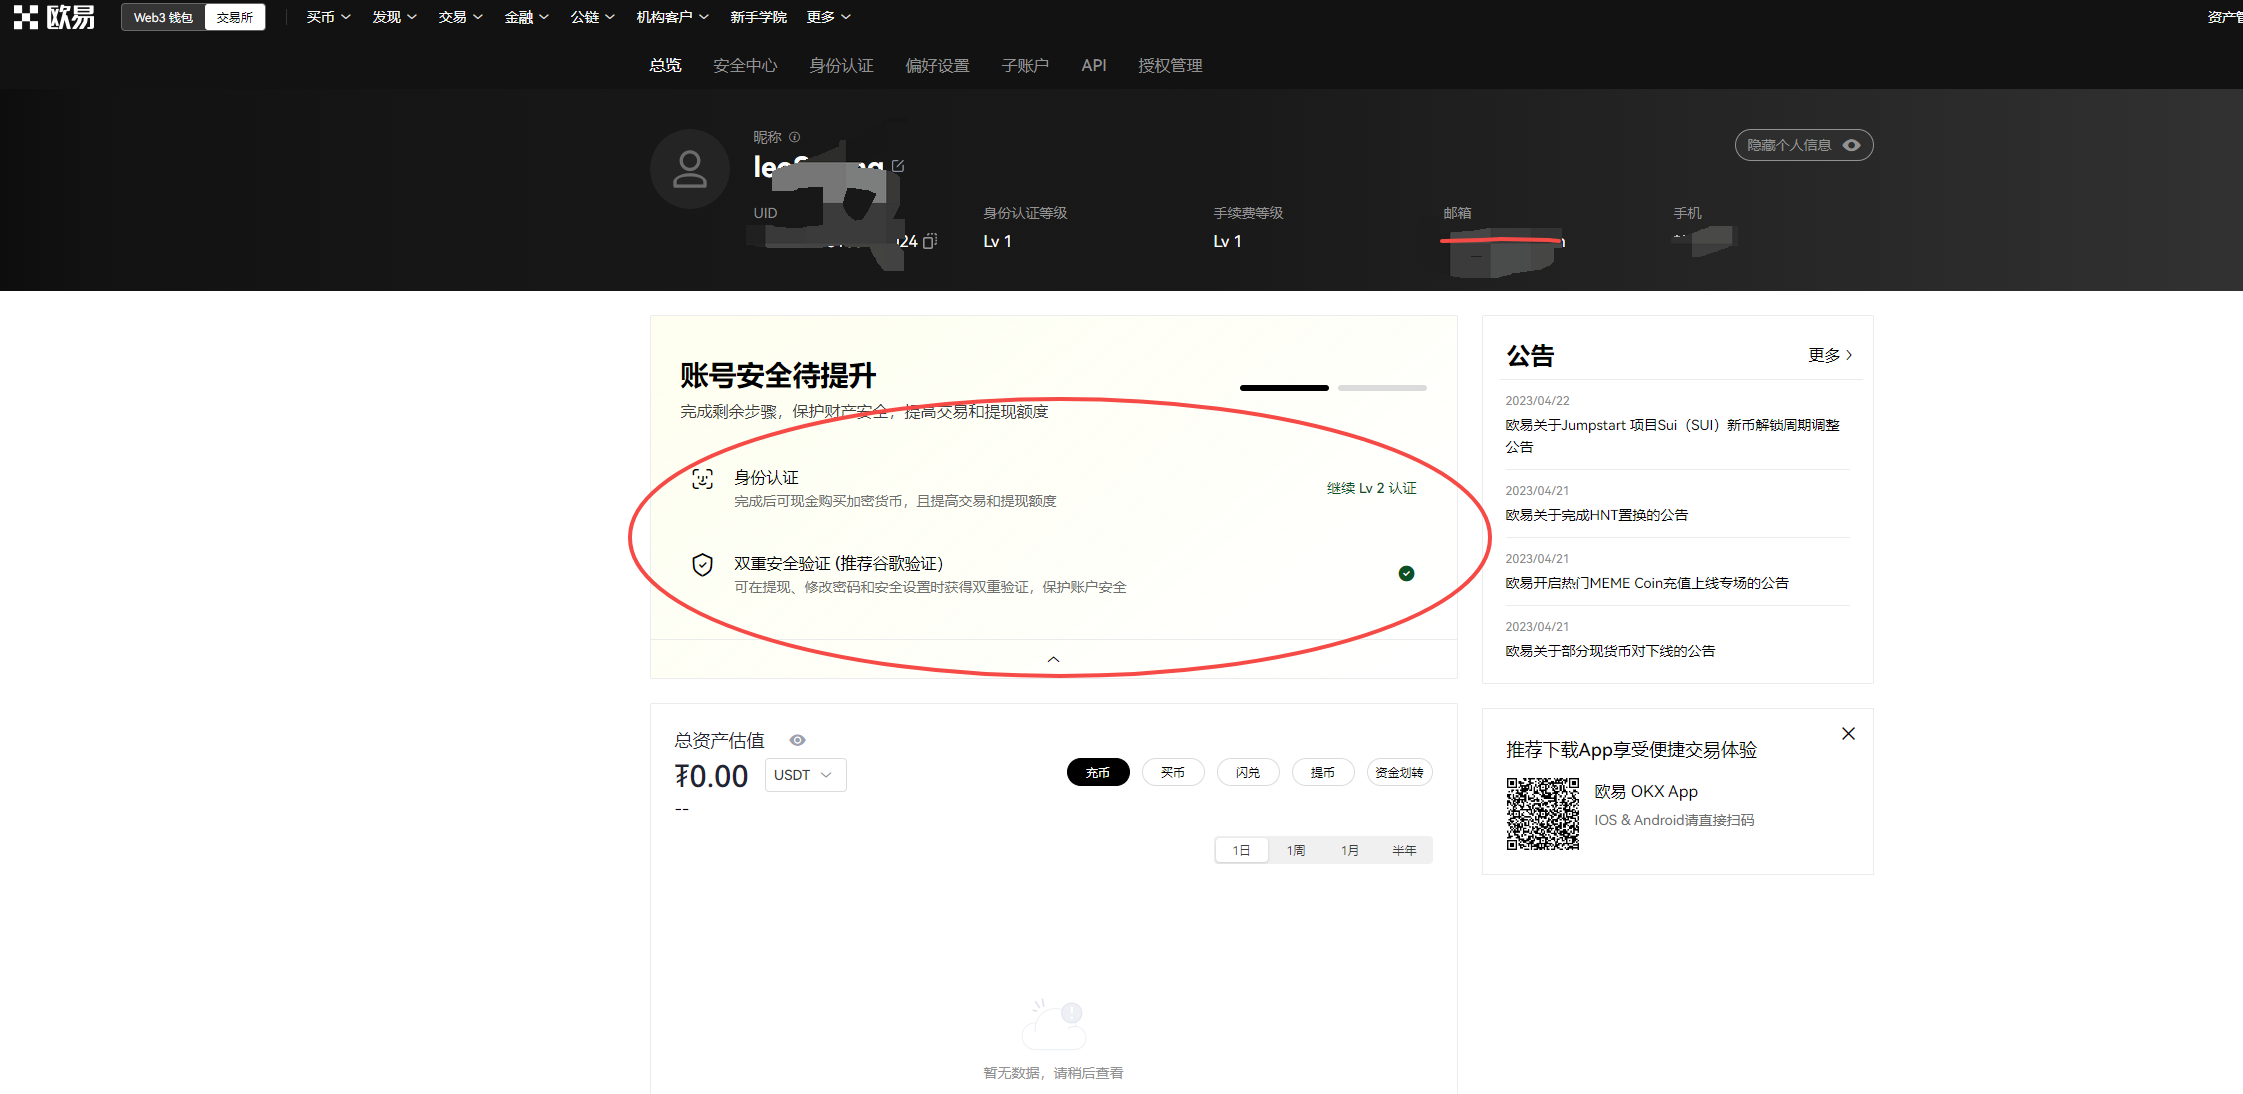 欧易
Web3 钱包 交易所 买币 发现 交易 金融 公链 机构客户 新手学院 更多
总览 安全中心 身份认证 偏好设置 子账户 API 授权管理
昵称
隐藏个人信息
UID 身份认证等级 手续费等级 邮箱 手机
24 Lv 1 Lv 1
账号安全待提升
完成剩余步骤，保护财产安全，提高交易和提现额度
身份认证
完成后可现金购买加密货币，且提高交易和提现额度
继续 Lv 2 认证
双重安全验证 (推荐谷歌验证)
可在提现、修改密码和安全设置时获得双重验证，保护账户安全
公告
更多
2023/04/22
欧易关于Jumpstart 项目Sui（SUI）新币解锁周期调整
公告
2023/04/21
欧易关于完成HNT置换的公告
2023/04/21
欧易开启热门MEME Coin充值上线专场的公告
2023/04/21
欧易关于部分现货币对下线的公告
总资产估值
₮0.00 USDT
--
充币 买币 闪兑 提币 资金划转
1日 1周 1月 半年
暂无数据，请稍后查看
推荐下载App享受便捷交易体验
欧易 OKX App
IOS & Android请直接扫码